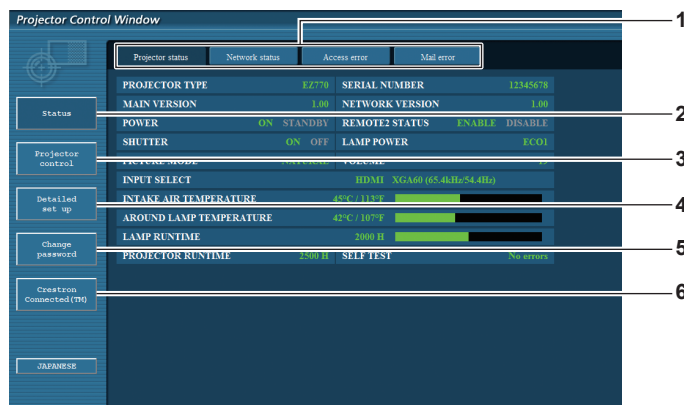 Projector Control Window
1
Projector status Network status Access error Mail error
PROJECTOR TYPE EZ770 SERIAL NUMBER 12345678
MAIN VERSION 1.00 NETWORK VERSION 1.00
Status
2
POWER ON STANDBY REMOTE2 STATUS ENABLE DISABLE
SHUTTER ON OFF LAMP POWER ECO1
Projector
control
3
PICTURE MODE NATURAL VOLUME
INPUT SELECT HDMI XGA60 (65.4kHz/54.4Hz)
INTAKE AIR TEMPERATURE 45°C / 113°F
Detailed
set up
4
AROUND LAMP TEMPERATURE 42°C / 107°F
LAMP RUNTIME 2000 H
Change
password
5
PROJECTOR RUNTIME 2500 H SELF TEST No errors
Crestron
Connected(TM)
6
JAPANESE